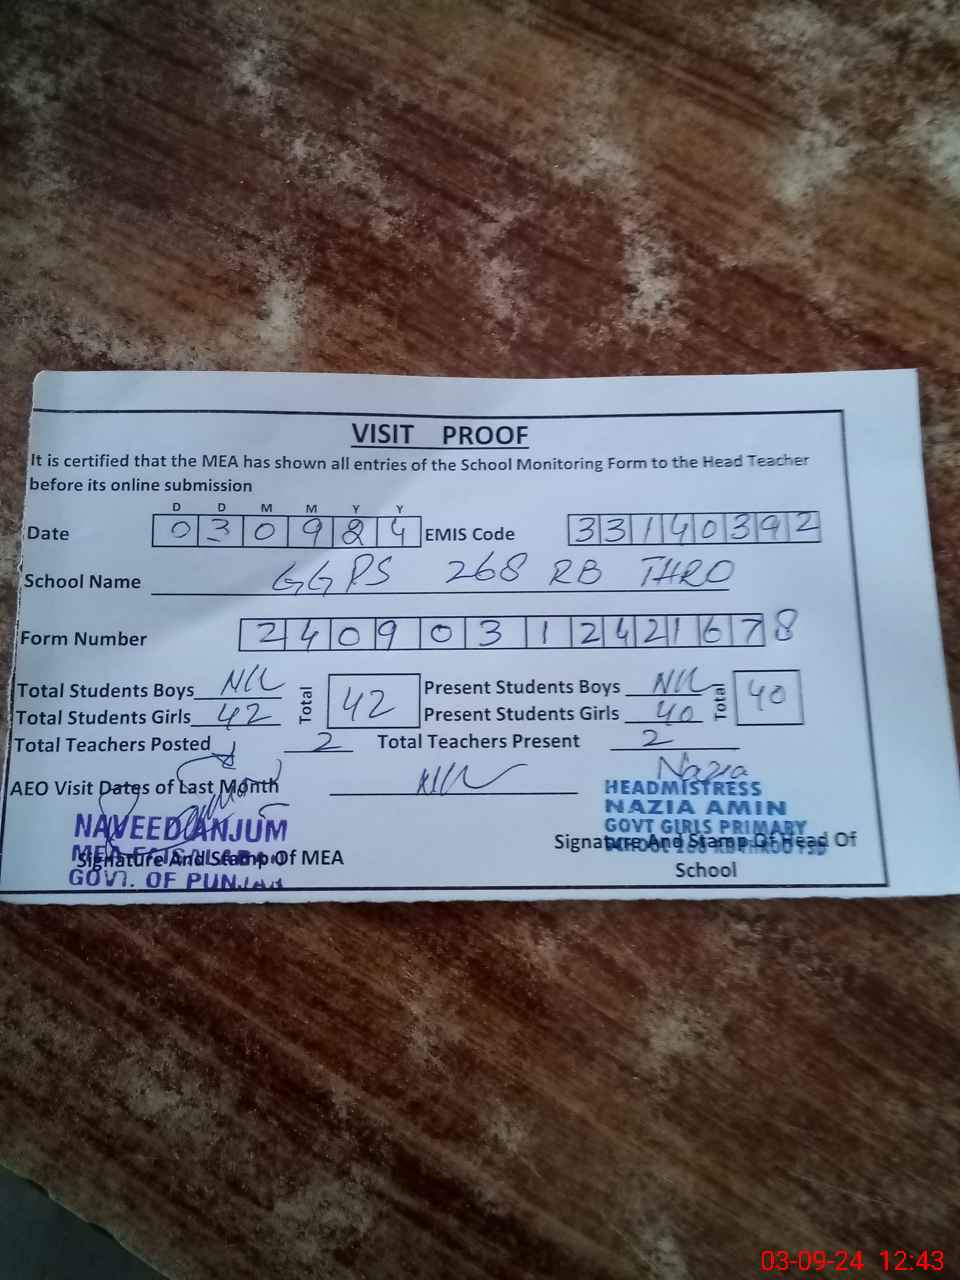 VISIT PROOF
It is certified that the MEA has shown all entries of the School Monitoring Form to the Head Teacher
before its online submission
D D M M Y Y
Date 0 3 0 9 2 4 EMIS Code 3 3 1 4 0 3 9 2
School Name GGPS 268 RB THRO
Form Number 2 4 0 9 0 3 1 2 4 2 1 6 7 8
Total Students Boys Nil Total 42 Present Students Boys Nil Total 40
Total Students Girls 42 Present Students Girls 40
Total Teachers Posted 2 Total Teachers Present 2
AEO Visit Dates of Last Month Nil
Nazia
HEADMISTRESS
NAZIA AMIN
GOVT GIRLS PRIMARY
NAVEED ANJUM
Signature And Stamp Of MEA
GOVT. OF PUNJAB
Signature And Stamp Of Head Of
School
03-09-24 12:43